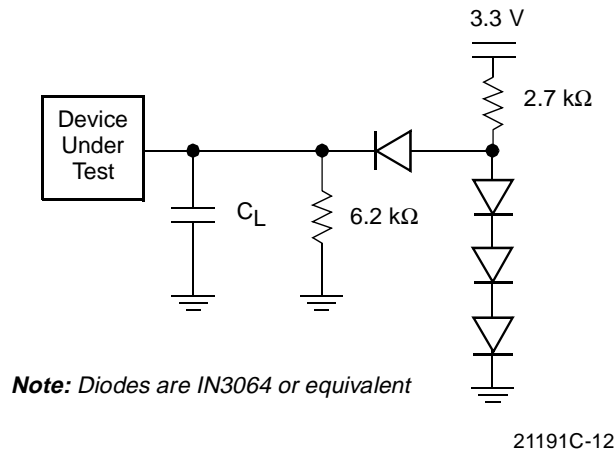 3.3 V
2.7 kΩ
Device
Under
Test
CL
6.2 kΩ
Note: Diodes are IN3064 or equivalent
21191C-12